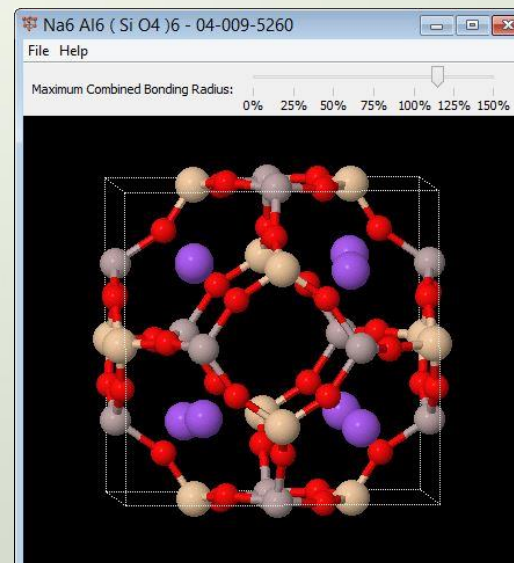 Na6 Al6 ( Si O4 )6 - 04-009-5260
File Help
Maximum Combined Bonding Radius:
0% 25% 50% 75% 100% 125% 150%